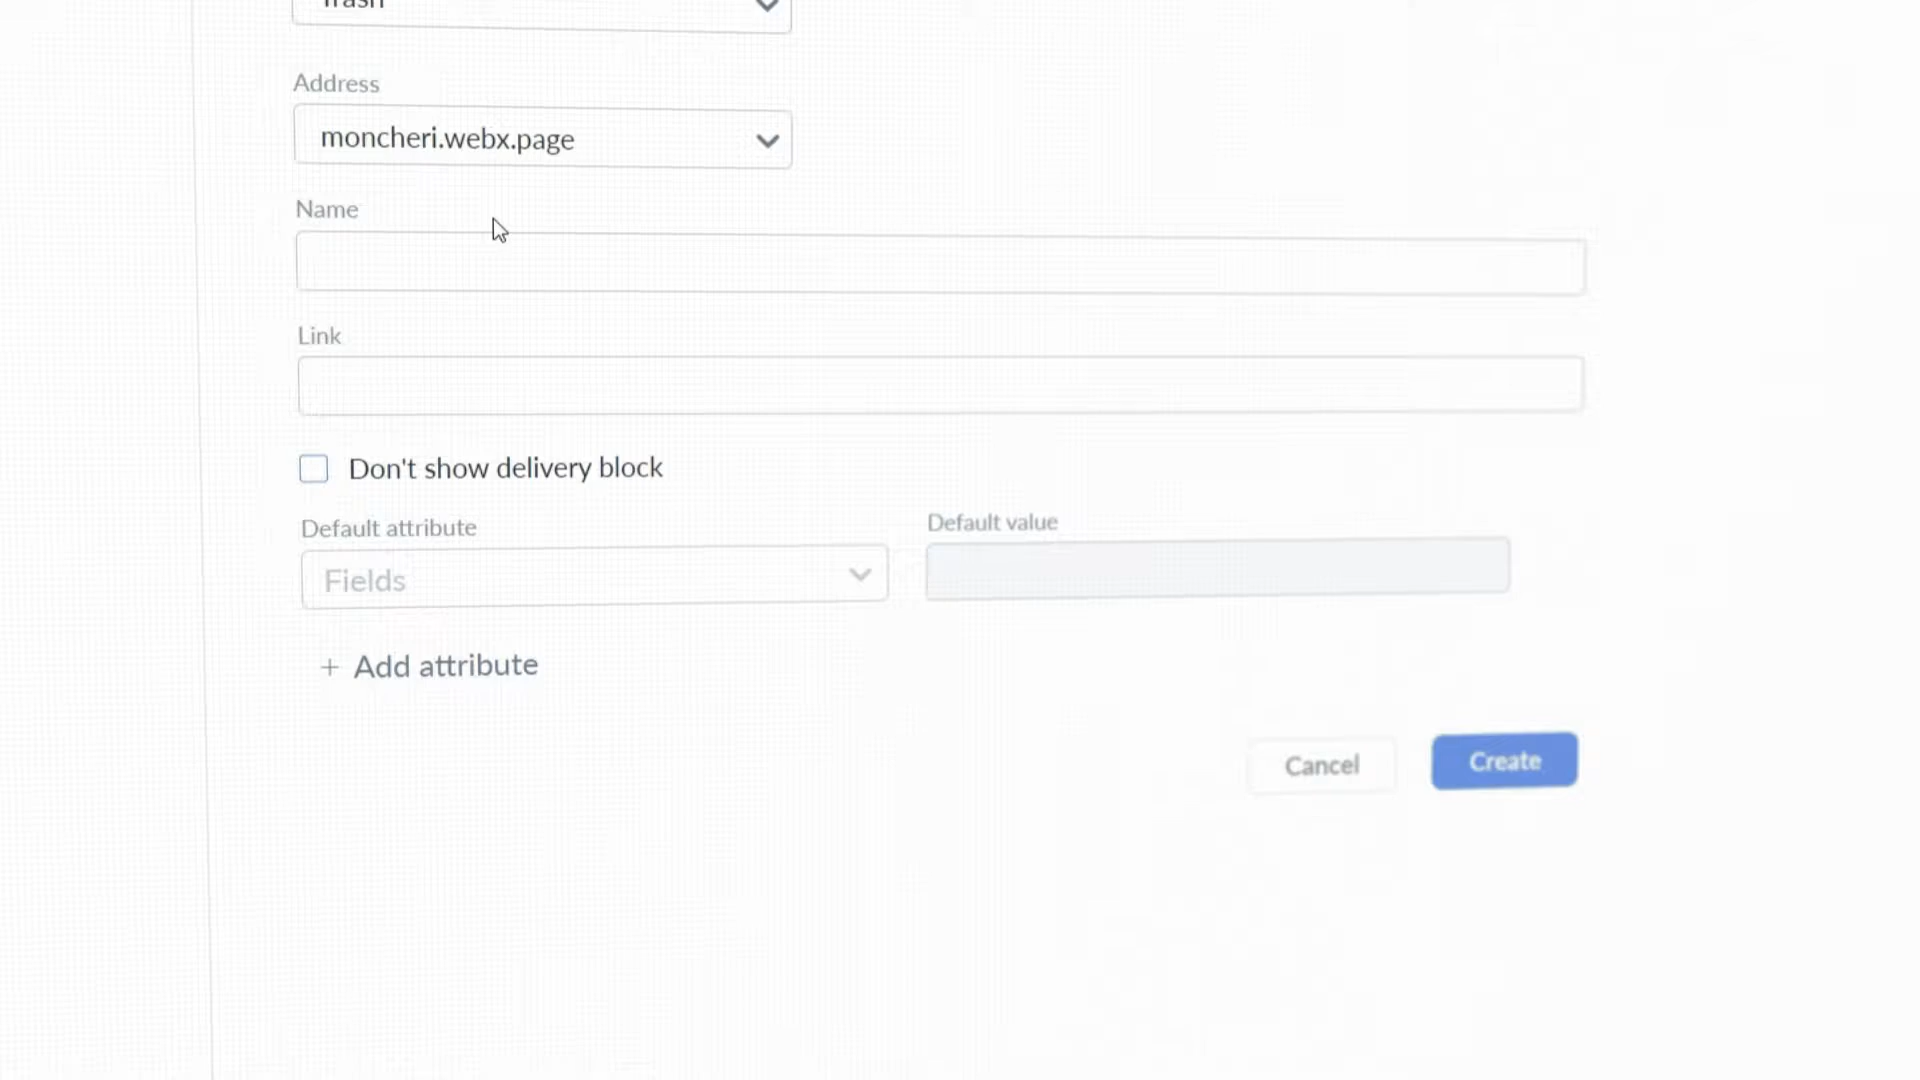 Address
moncheri.webx.page
Name
Link
Don't show delivery block
Default attribute
Default value
Fields
+ Add attribute
Cancel
Create